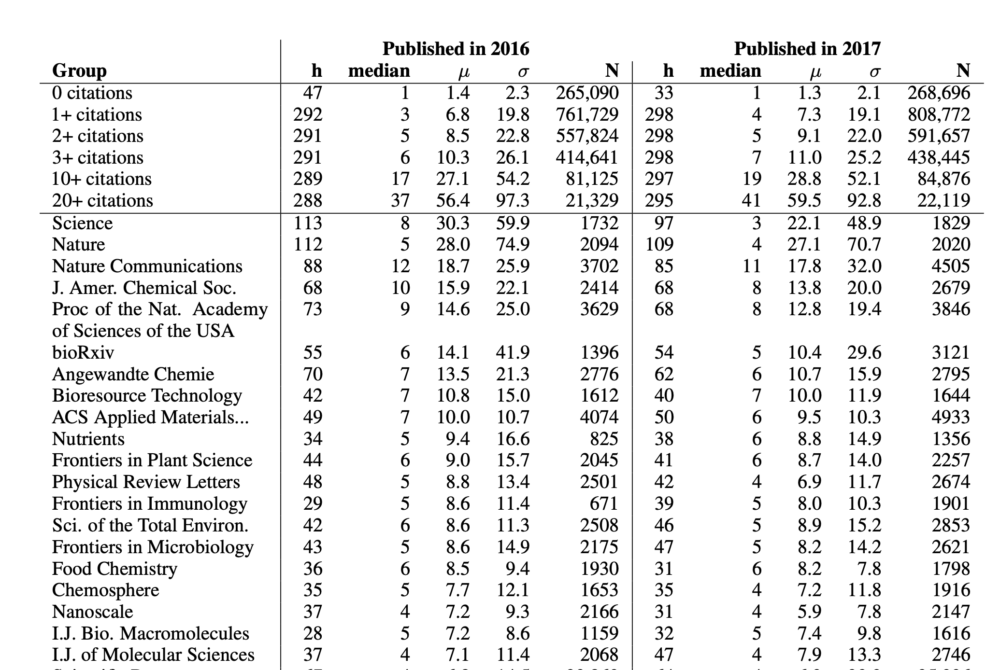 Published in 2016 Published in 2017
Group h median μ σ N h median μ σ N
0 citations 47 1 1.4 2.3 265,090 33 1 1.3 2.1 268,696
1+ citations 292 3 6.8 19.8 761,729 298 4 7.3 19.1 808,772
2+ citations 291 5 8.5 22.8 557,824 298 5 9.1 22.0 591,657
3+ citations 291 6 10.3 26.1 414,641 298 7 11.0 25.2 438,445
10+ citations 289 17 27.1 54.2 81,125 297 19 28.8 52.1 84,876
20+ citations 288 37 56.4 97.3 21,329 295 41 59.5 92.8 22,119
Science 113 8 30.3 59.9 1732 97 3 22.1 48.9 1829
Nature 112 5 28.0 74.9 2094 109 4 27.1 70.7 2020
Nature Communications 88 12 18.7 25.9 3702 85 11 17.8 32.0 4505
J. Amer. Chemical Soc. 68 10 15.9 22.1 2414 68 8 13.8 20.0 2679
Proc of the Nat. Academy 73 9 14.6 25.0 3629 68 8 12.8 19.4 3846
of Sciences of the USA
bioRxiv 55 6 14.1 41.9 1396 54 5 10.4 29.6 3121
Angewandte Chemie 70 7 13.5 21.3 2776 62 6 10.7 15.9 2795
Bioresource Technology 42 7 10.8 15.0 1612 40 7 10.0 11.9 1644
ACS Applied Materials... 49 7 10.0 10.7 4074 50 6 9.5 10.3 4933
Nutrients 34 5 9.4 16.6 825 38 6 8.8 14.9 1356
Frontiers in Plant Science 44 6 9.0 15.7 2045 41 6 8.7 14.0 2257
Physical Review Letters 48 5 8.8 13.4 2501 42 4 6.9 11.7 2674
Frontiers in Immunology 29 5 8.6 11.4 671 39 5 8.0 10.3 1901
Sci. of the Total Environ. 42 6 8.6 11.3 2508 46 5 8.9 15.2 2853
Frontiers in Microbiology 43 5 8.6 14.9 2175 47 5 8.2 14.2 2621
Food Chemistry 36 6 8.5 9.4 1930 31 6 8.2 7.8 1798
Chemosphere 35 5 7.7 12.1 1653 35 4 7.2 11.8 1916
Nanoscale 37 4 7.2 9.3 2166 31 4 5.9 7.8 2147
I.J. Bio. Macromolecules 28 5 7.2 8.6 1159 32 5 7.4 9.8 1616
I.J. of Molecular Sciences 37 4 7.1 11.4 2068 47 4 7.9 13.3 2746